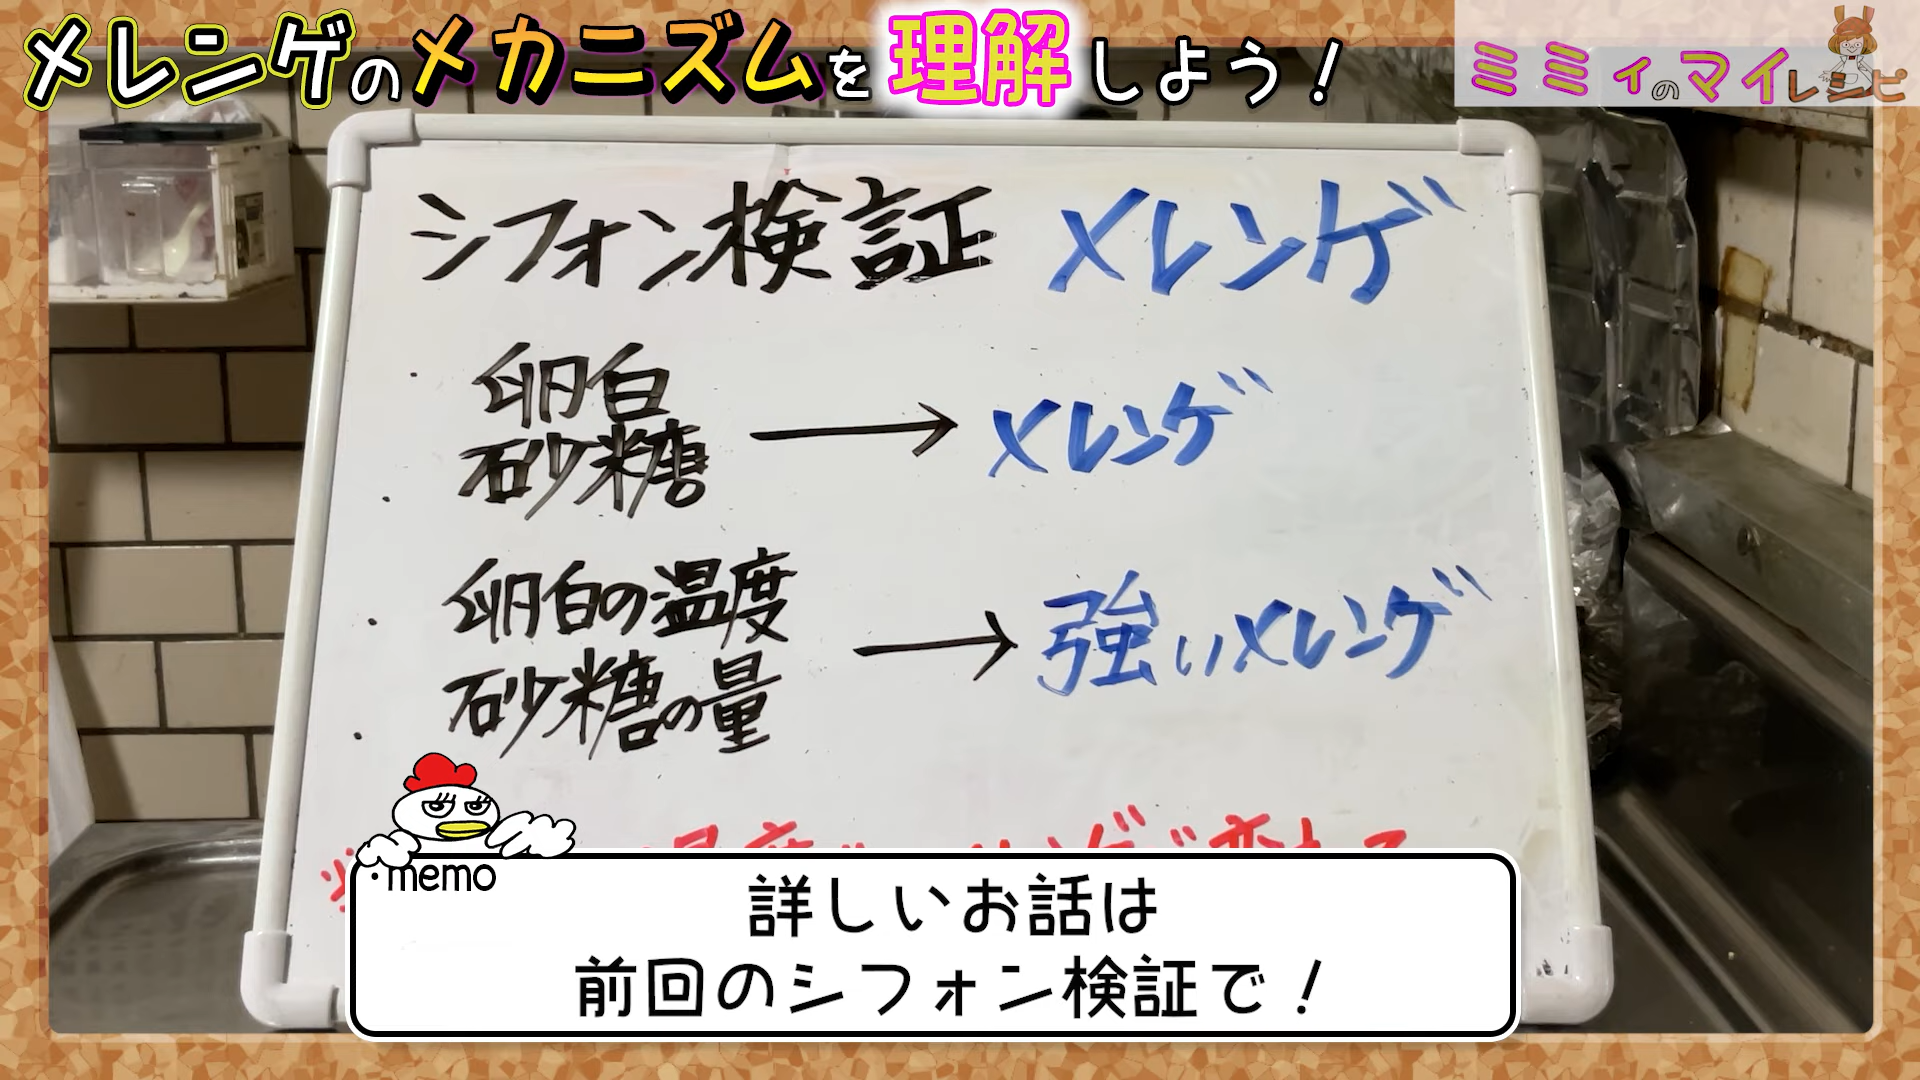 メレンゲのメカニズムを理解しよう！
ミミィのマイレシピ
シフォン検証 メレンゲ
卵白
砂糖 → メレンゲ
卵白の温度
砂糖の量 → 強いメレンゲ
・memo
詳しいお話は
前回のシフォン検証で！